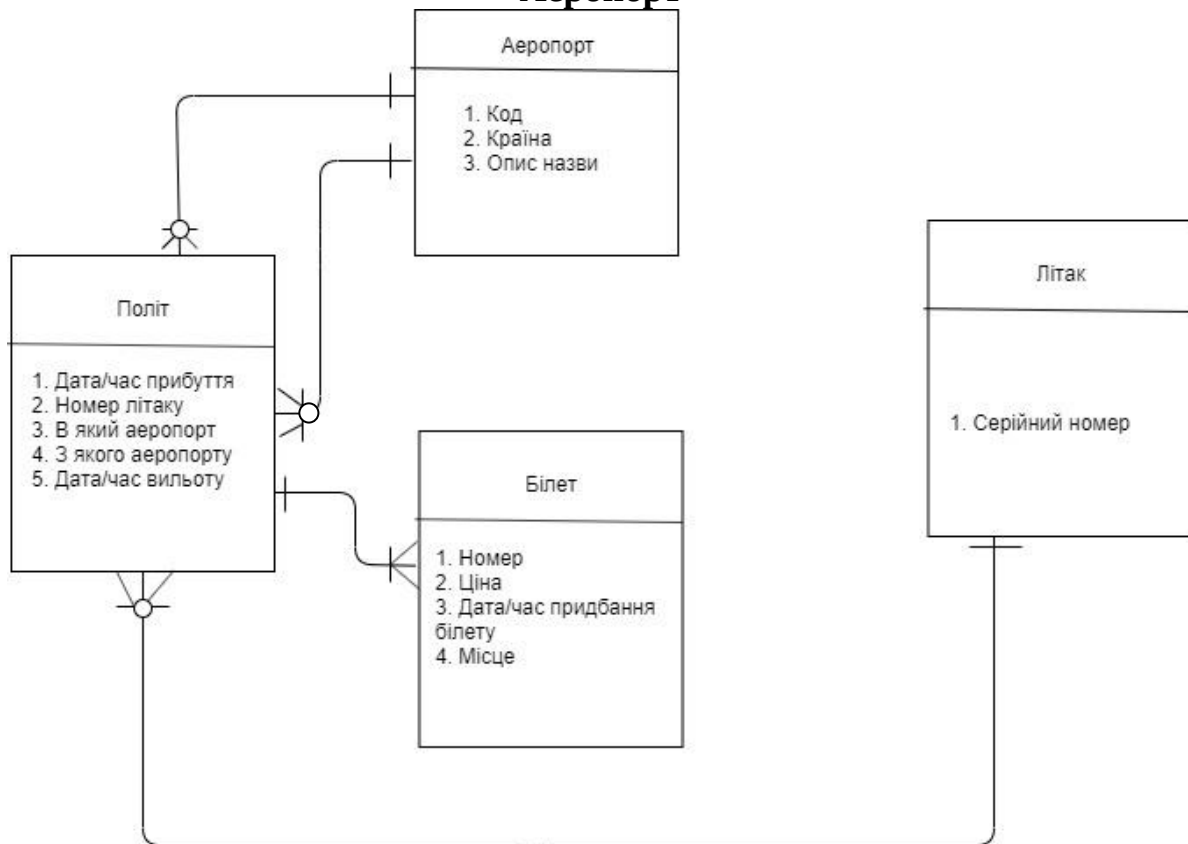 Аеропорт
Аеропорт
1. Код
2. Країна
3. Опис назви
Літак
1. Серійний номер
Політ
1. Дата/час прибуття
2. Номер літаку
3. В який аеропорт
4. З якого аеропорту
5. Дата/час вильоту
Білет
1. Номер
2. Ціна
3. Дата/час придбання
білету
4. Місце